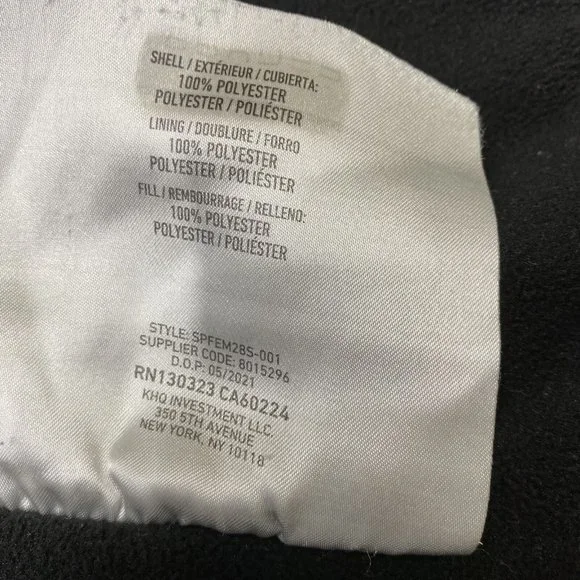 SHELL / EXTÉRIEUR / CUBIERTA:
100% POLYESTER
POLYESTER / POLIÉSTER
LINING / DOUBLURE / FORRO
100% POLYESTER
POLYESTER / POLIÉSTER
FILL / REMBOURRAGE / RELLENO:
100% POLYESTER
POLYESTER / POLIÉSTER
STYLE: SPFEM28S-001
SUPPLIER CODE: 8015296
D.O.P: 05/2021
RN130323 CA60224
KHQ INVESTMENT LLC.
350 5TH AVENUE
NEW YORK, NY 10118